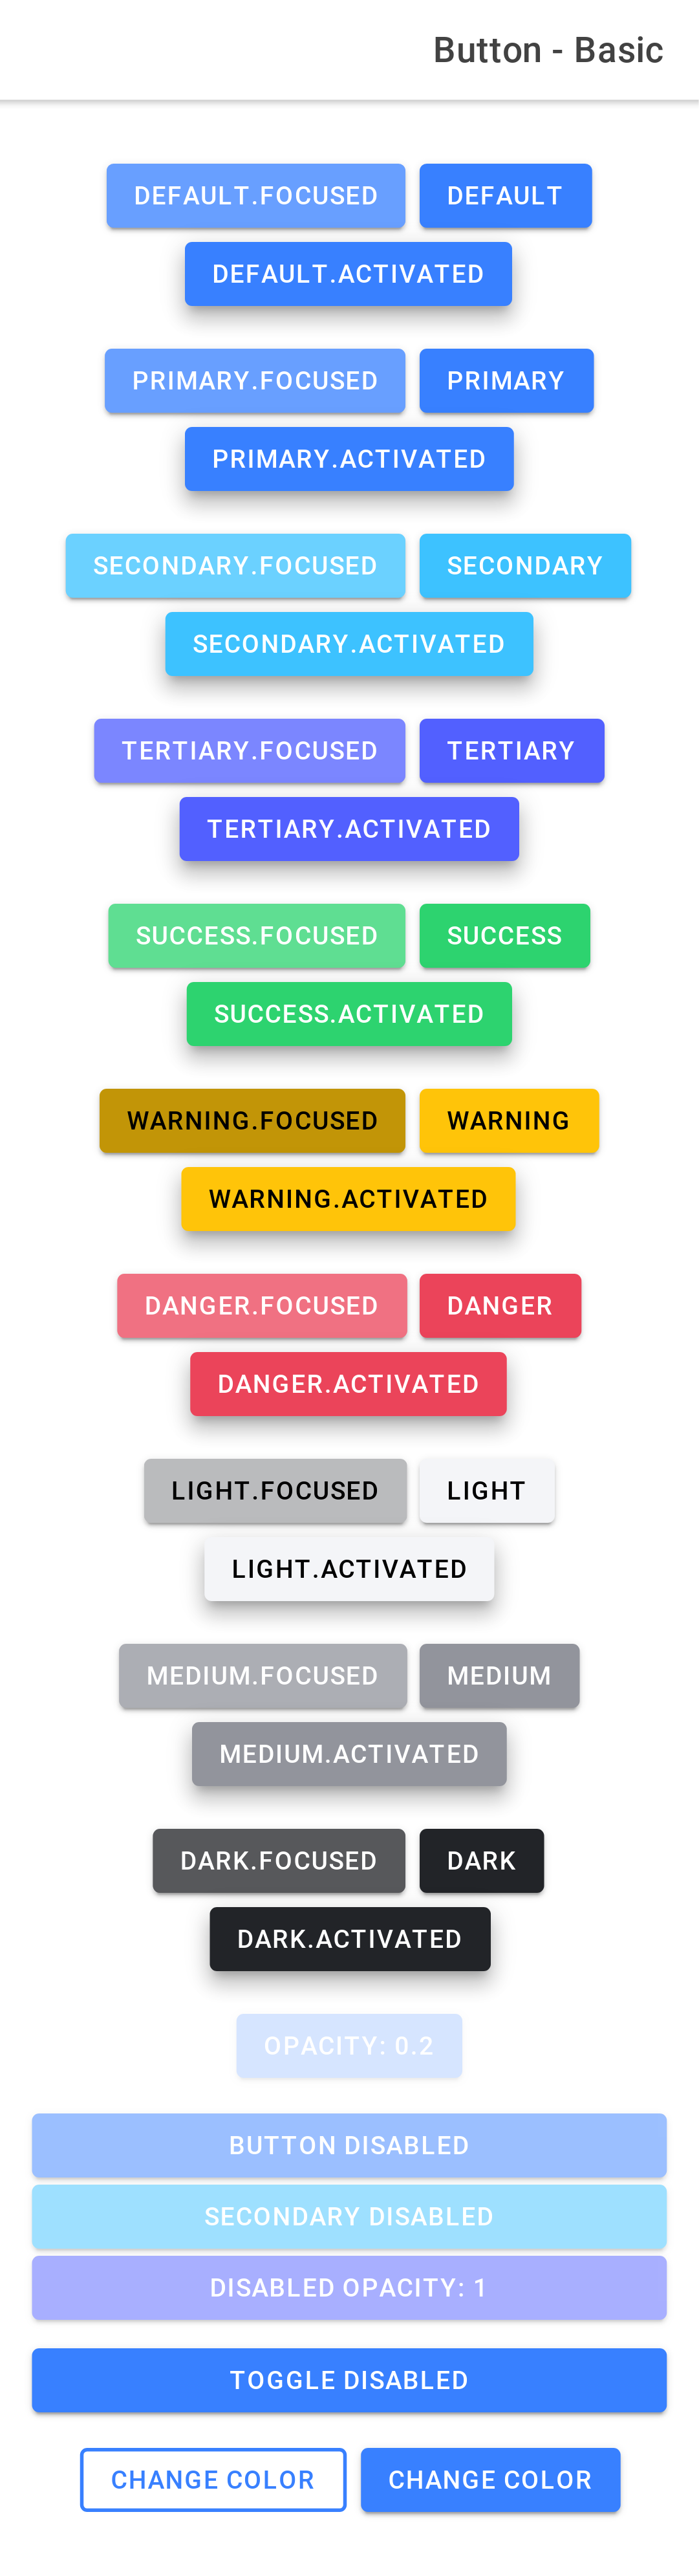 Button - Basic
DEFAULT.FOCUSED DEFAULT
DEFAULT.ACTIVATED
PRIMARY.FOCUSED PRIMARY
PRIMARY.ACTIVATED
SECONDARY.FOCUSED SECONDARY
SECONDARY.ACTIVATED
TERTIARY.FOCUSED TERTIARY
TERTIARY.ACTIVATED
SUCCESS.FOCUSED SUCCESS
SUCCESS.ACTIVATED
WARNING.FOCUSED WARNING
WARNING.ACTIVATED
DANGER.FOCUSED DANGER
DANGER.ACTIVATED
LIGHT.FOCUSED LIGHT
LIGHT.ACTIVATED
MEDIUM.FOCUSED MEDIUM
MEDIUM.ACTIVATED
DARK.FOCUSED DARK
DARK.ACTIVATED
OPACITY: 0.2
BUTTON DISABLED
SECONDARY DISABLED
DISABLED OPACITY: 1
TOGGLE DISABLED
CHANGE COLOR CHANGE COLOR